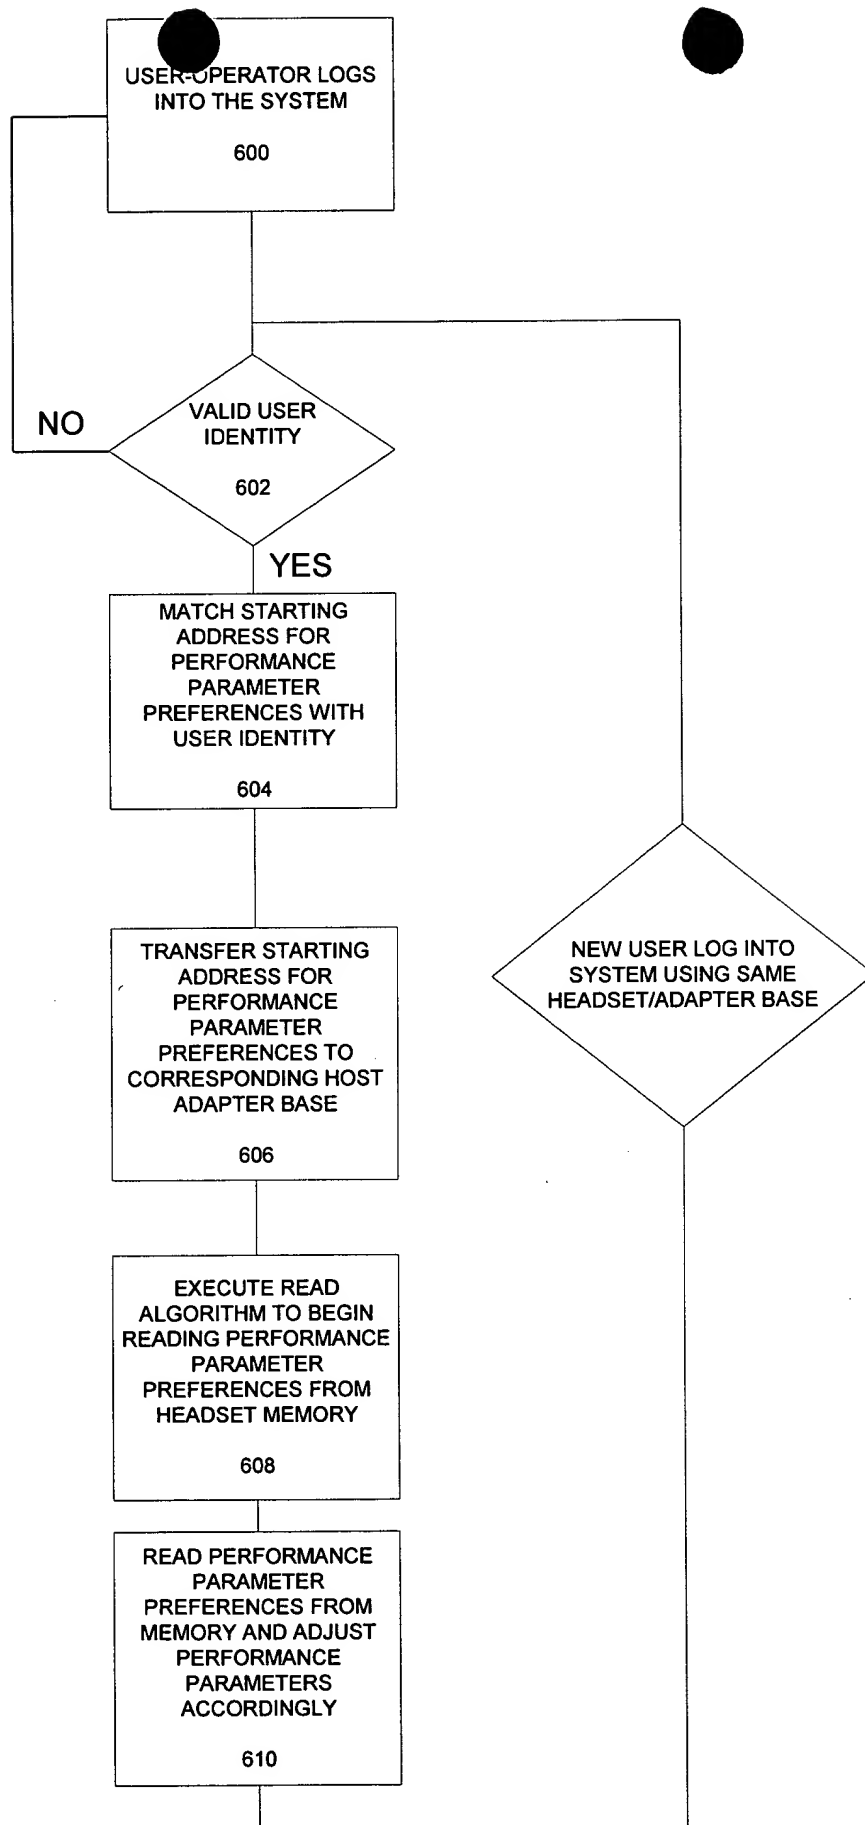 USER-OPERATOR LOGS
INTO THE SYSTEM
600
NO
VALID USER
IDENTITY
602
YES
MATCH STARTING
ADDRESS FOR
PERFORMANCE
PARAMETER
PREFERENCES WITH
USER IDENTITY
604
TRANSFER STARTING
ADDRESS FOR
PERFORMANCE
PARAMETER
PREFERENCES TO
CORRESPONDING HOST
ADAPTER BASE
606
NEW USER LOG INTO
SYSTEM USING SAME
HEADSET/ADAPTER BASE
EXECUTE READ
ALGORITHM TO BEGIN
READING PERFORMANCE
PARAMETER
PREFERENCES FROM
HEADSET MEMORY
608
READ PERFORMANCE
PARAMETER
PREFERENCES FROM
MEMORY AND ADJUST
PERFORMANCE
PARAMETERS
ACCORDINGLY
610